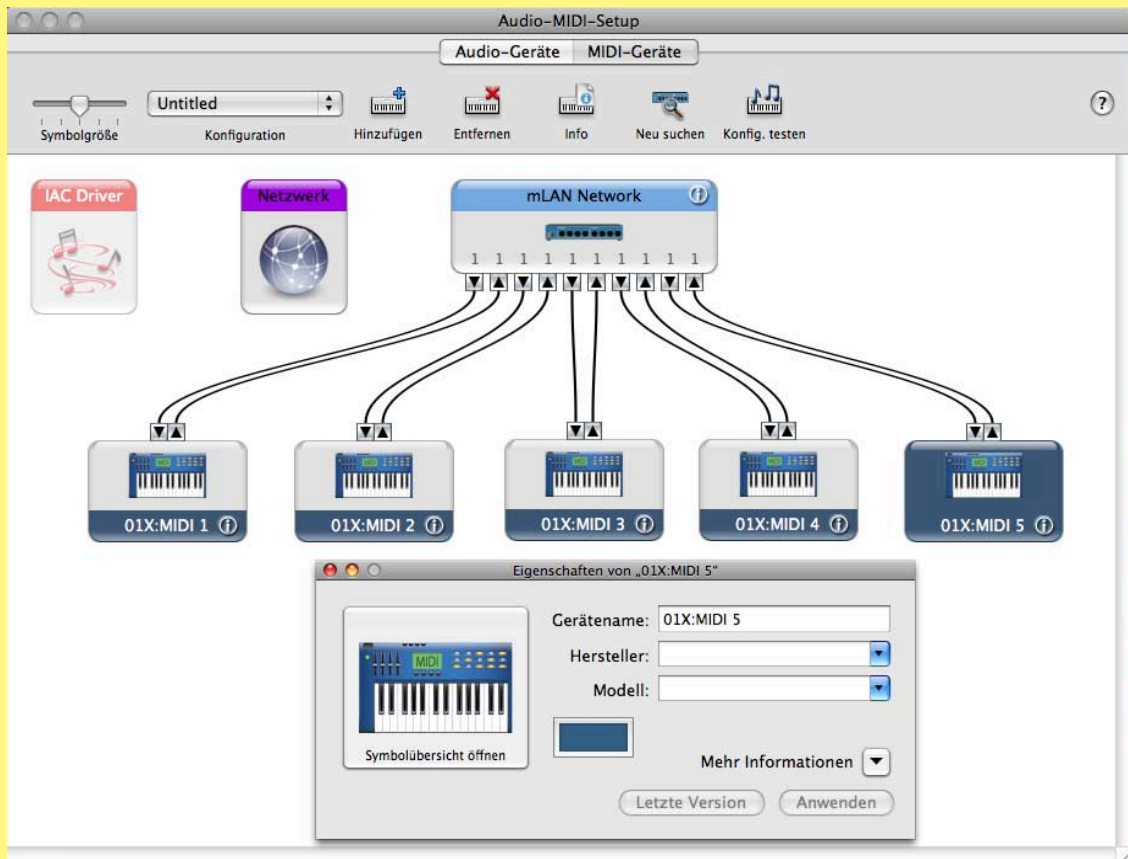 Audio-MIDI-Setup
Audio-Geräte MIDI-Geräte
Untitled
Symbolgröße Konfiguration Hinzufügen Entfernen Info Neu suchen Konfig. testen ?
IAC Driver Netzwerk mLAN Network i
1 1 1 1 1 1 1 1 1 1
01X:MIDI 1 i 01X:MIDI 2 i 01X:MIDI 3 i 01X:MIDI 4 i 01X:MIDI 5 i
Eigenschaften von „01X:MIDI 5“
Gerätename: 01X:MIDI 5
Hersteller:
MIDI
Modell:
Symbolübersicht öffnen
Mehr Informationen
Letzte Version Anwenden